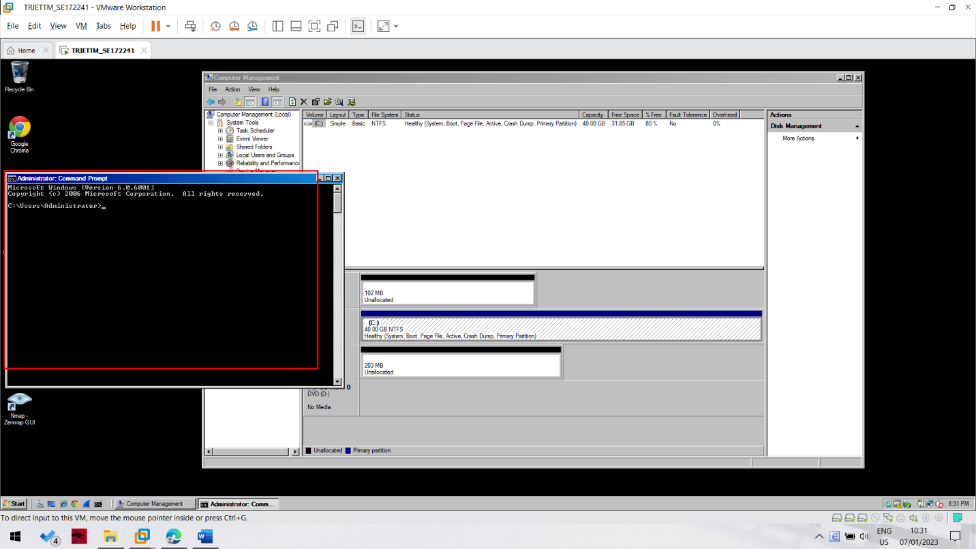 TRIETTM_SE172241 - VMware Workstation
File Edit View VM Tabs Help
Home
TRIETTM_SE172241
Recycle Bin
Google
Chrome
Computer Management
File Action View Help
Computer Management (Local)
System Tools
Task Scheduler
Event Viewer
Shared Folders
Local Users and Groups
Reliability and Performance
Volume Layout Type File System Status Capacity Free Space % Free Fault Tolerance Overhead
(C:) Simple Basic NTFS Healthy (System, Boot, Page File, Active, Crash Dump, Primary Partition) 40.00 GB 31.85 GB 80 % No 0%
Actions
Disk Management
More Actions
Administrator: Command Prompt
Microsoft Windows [Version 6.0.6001]
Copyright (c) 2006 Microsoft Corporation. All rights reserved.
C:\Users\Administrator>_
102 MB
Unallocated
(C:)
40.00 GB NTFS
Healthy (System, Boot, Page File, Active, Crash Dump, Primary Partition)
203 MB
Unallocated
DVD (D:)
No Media
Unallocated Primary partition
Nmap -
Zenmap GUI
Start Computer Management Administrator: Comm... 8:31 PM
To direct input to this VM, move the mouse pointer inside or press Ctrl+G.
4
ENG
US
10:31
07/01/2023